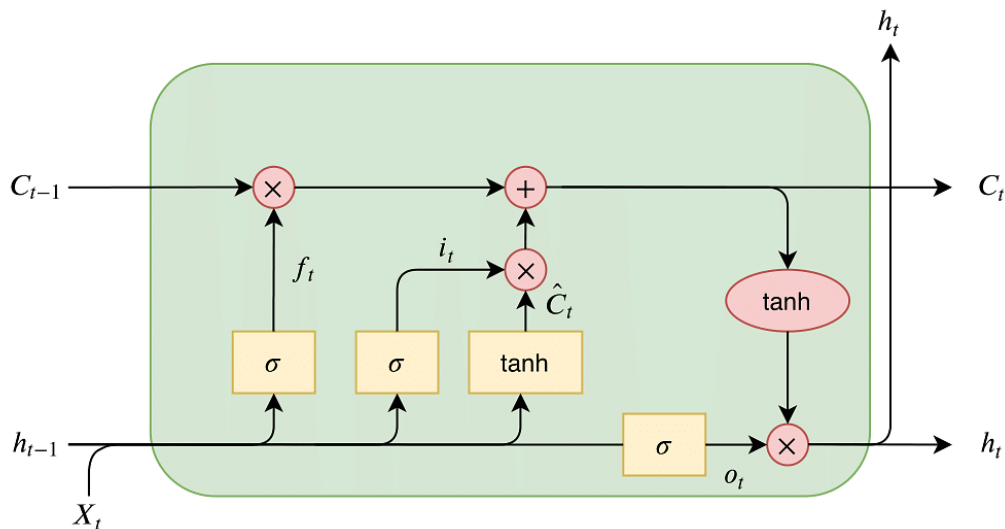 h_t
C_{t−1} × + C_t
f_t i_t ×
Ĉ_t
tanh
σ σ tanh
h_{t−1} σ × h_t
o_t
X_t